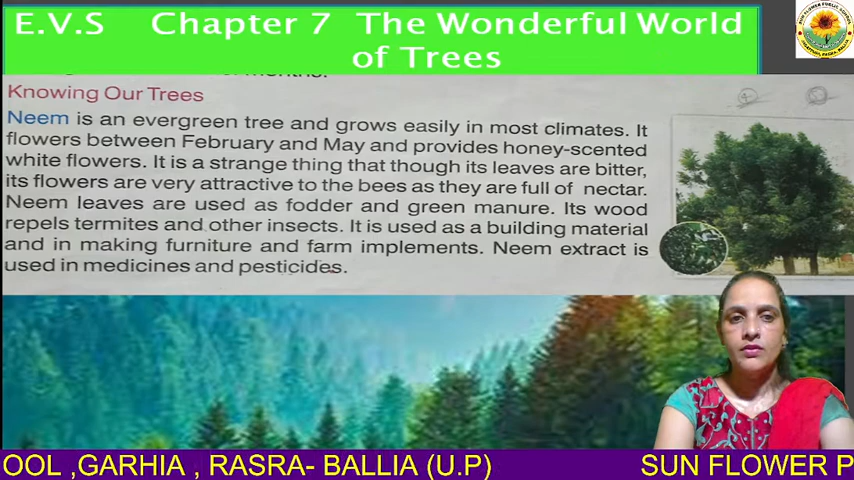 E.V.S Chapter 7 The Wonderful World
of Trees
months.
Knowing Our Trees
Neem is an evergreen tree and grows easily in most climates. It
flowers between February and May and provides honey-scented
white flowers. It is a strange thing that though its leaves are bitter,
its flowers are very attractive to the bees as they are full of nectar.
Neem leaves are used as fodder and green manure. Its wood
repels termites and other insects. It is used as a building material
and in making furniture and farm implements. Neem extract is
used in medicines and pesticides.
OOL ,GARHIA , RASRA- BALLIA (U.P) SUN FLOWER P